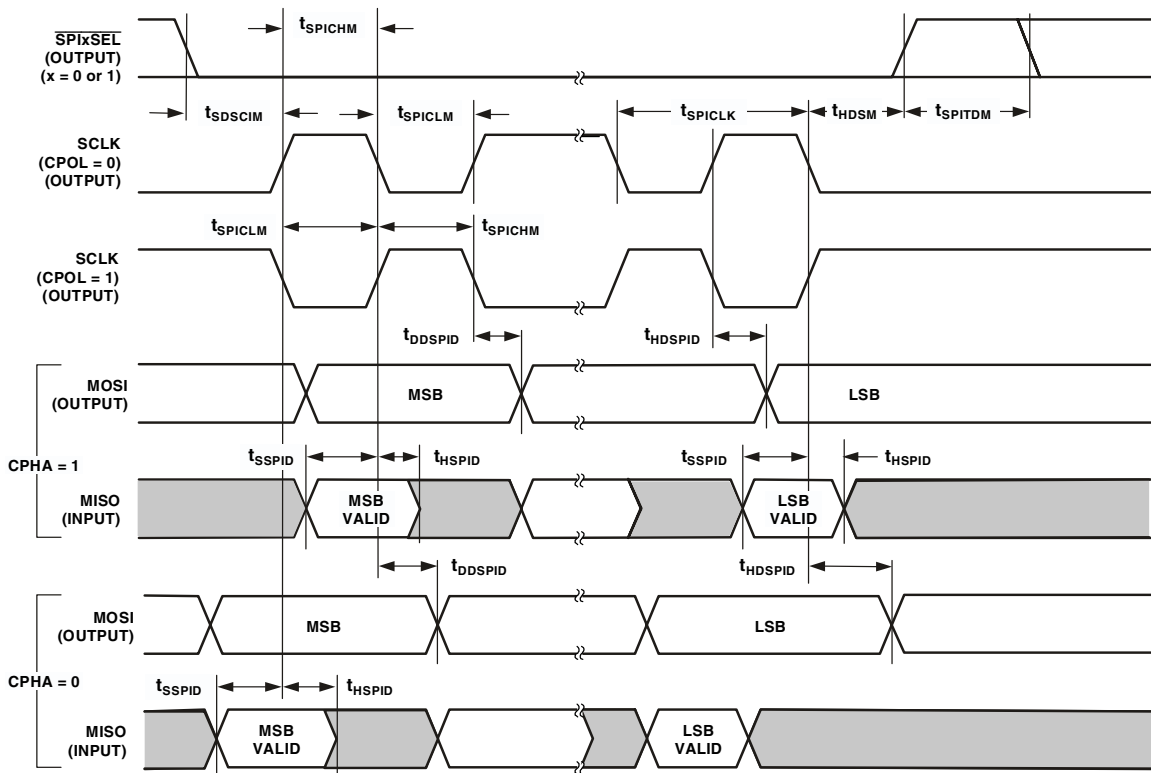 SPIxSEL
(OUTPUT)
(x = 0 or 1)
tSPICHM
tSDSCIM
tSPICLM
tSPICLK
tHDSM
tSPITDM
SCLK
(CPOL = 0)
(OUTPUT)
tSPICLM
tSPICHM
SCLK
(CPOL = 1)
(OUTPUT)
tDDSPID
tHDSPID
MOSI
(OUTPUT)
MSB
LSB
CPHA = 1
tSSPID
tHSPID
tSSPID
tHSPID
MISO
(INPUT)
MSB
VALID
LSB
VALID
tDDSPID
tHDSPID
MOSI
(OUTPUT)
MSB
LSB
CPHA = 0
tSSPID
tHSPID
MISO
(INPUT)
MSB
VALID
LSB
VALID